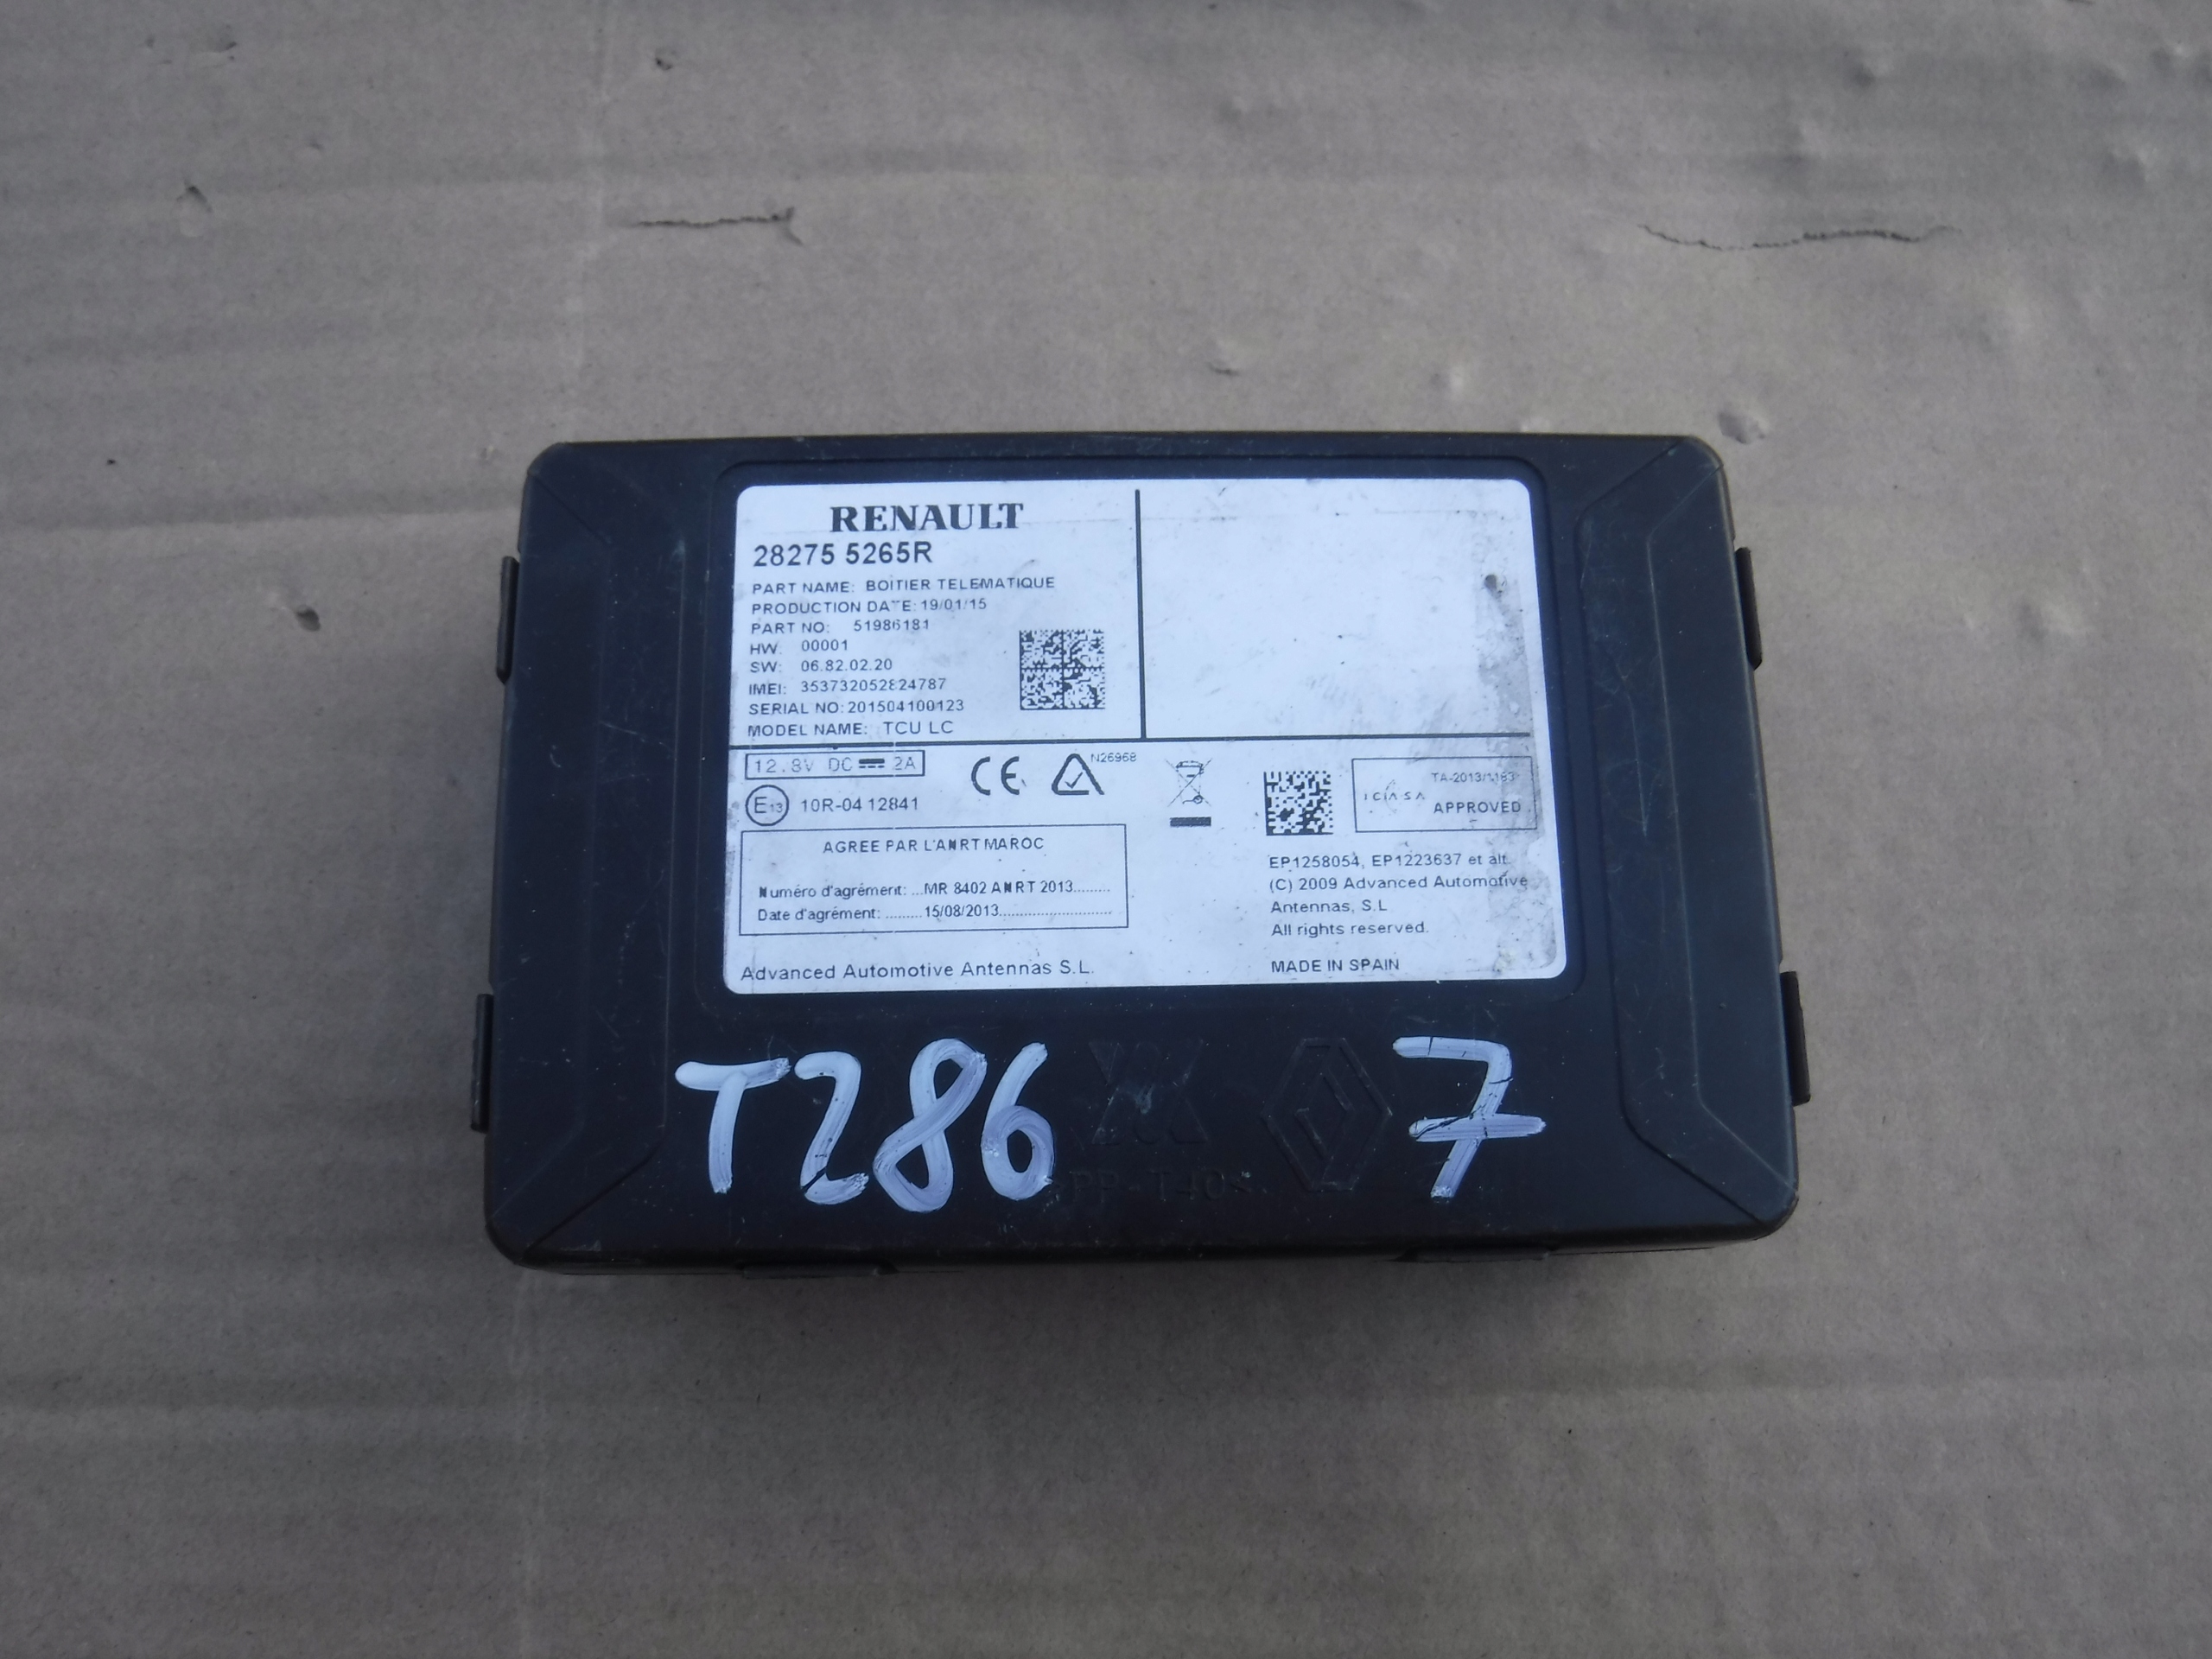 RENAULT
28275 5265R
PART NAME: BOITIER TELEMATIQUE
PRODUCTION DATE: 19/01/15
PART NO: 51986181
HW: 00001
SW: 06.82.02.20
IMEI: 353732052824787
SERIAL NO: 201504100123
MODEL NAME: TCU LC
12.8V DC 2A
CE
N26968
E13 10R-04 12841
AGREE PAR L'ANRT MAROC
Numéro d'agrément: ...MR 8402 ANRT 2013.........
Date d'agrément: .........15/08/2013...........................
Advanced Automotive Antennas S.L.
ICASA
APPROVED
EP1258054, EP1223637 et alt.
(C) 2009 Advanced Automotive
Antennas, S.L
All rights reserved.
MADE IN SPAIN
T286 7